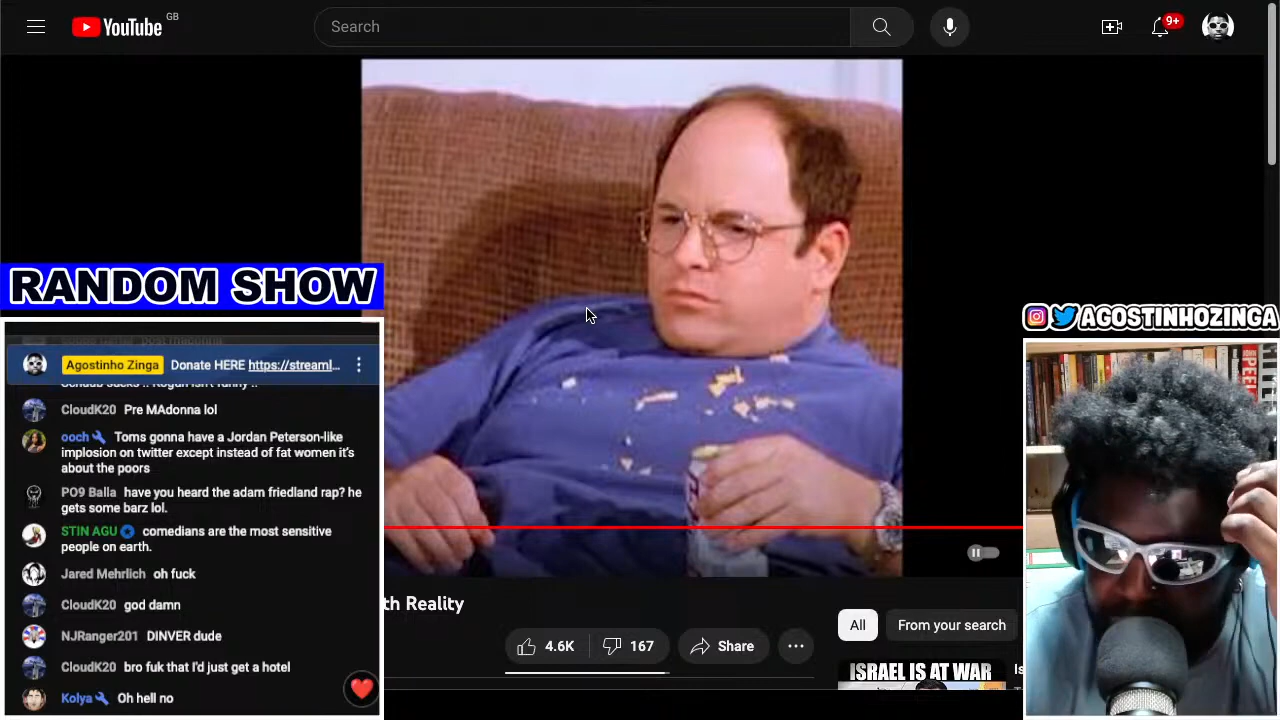 YouTube
GB
Search
9+
RANDOM SHOW
Agostinho Zinga Donate HERE https://streaml...
CloudK20 Pre MAdonna lol
ooch Toms gonna have a Jordan Peterson-like
implosion on twitter except instead of fat women it's
about the poors
PO9 Balla have you heard the adam friedland rap? he
gets some barz lol.
STIN AGU comedians are the most sensitive
people on earth.
Jared Mehrlich oh fuck
CloudK20 god damn
NJRanger201 DINVER dude
CloudK20 bro fuk that I'd just get a hotel
Kolya Oh hell no
th Reality
4.6K
167
Share
All
From your search
ISRAEL IS AT WAR
Is
AGOSTINHOZINGA